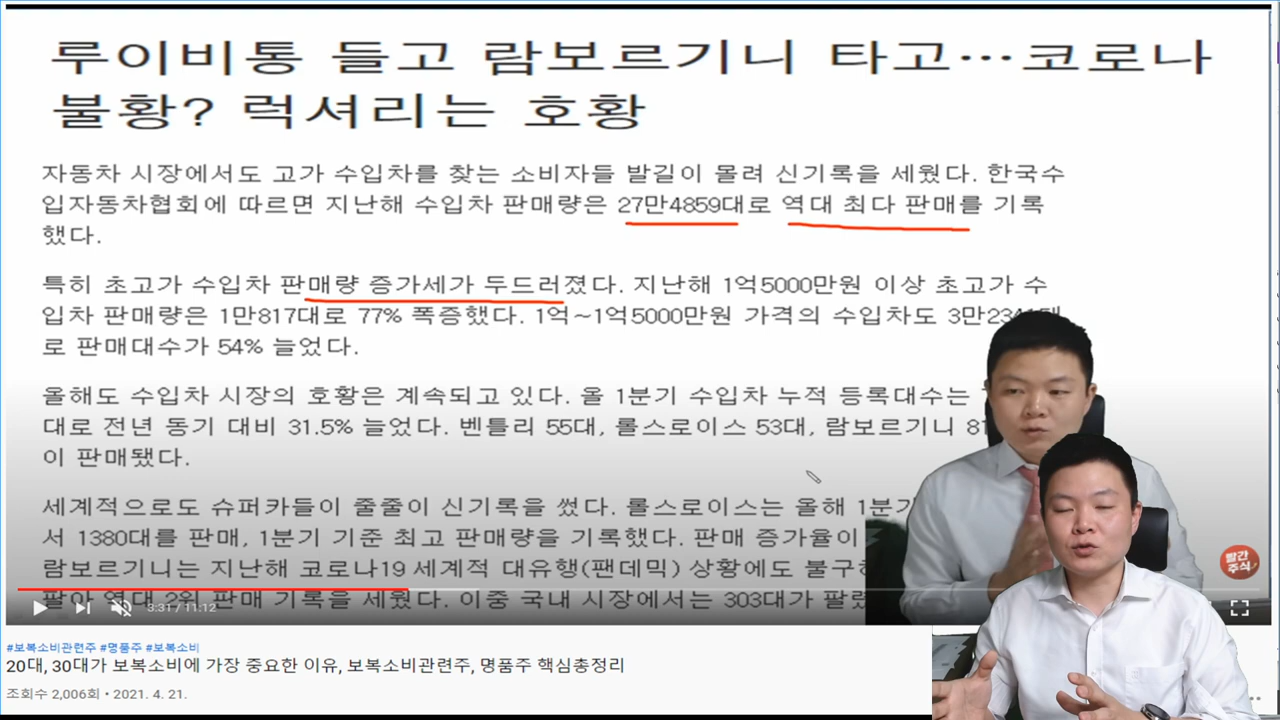 루이비통 들고 람보르기니 타고…코로나
불황? 럭셔리는 호황
자동차 시장에서도 고가 수입차를 찾는 소비자들 발길이 몰려 신기록을 세웠다. 한국수
입자동차협회에 따르면 지난해 수입차 판매량은 27만4859대로 역대 최다 판매를 기록
했다.
특히 초고가 수입차 판매량 증가세가 두드러졌다. 지난해 1억5000만원 이상 초고가 수
입차 판매량은 1만817대로 77% 폭증했다. 1억~1억5000만원 가격의 수입차도
로 판매대수가 54% 늘었다.
올해도 수입차 시장의 호황은 계속되고 있다. 올 1분기 수입차 누적 등록대수는
대로 전년 동기 대비 31.5% 늘었다. 벤틀리 55대, 롤스로이스 53대, 람보르기니
이 판매됐다.
세계적으로도 슈퍼카들이 줄줄이 신기록을 썼다. 롤스로이스는 올해 1분기
서 1380대를 판매, 1분기 기준 최고 판매량을 기록했다. 판매 증가율이
람보르기니는 지난해 코로나19 세계적 대유행(팬데믹) 상황에도
팔아 역대 2위 판매 기록을 세웠다. 이중 국내 시장에서는 303대가
빨간
주식
3:31 / 11:12
#보복소비관련주 #명품주 #보복소비
20대, 30대가 보복소비에 가장 중요한 이유, 보복소비관련주, 명품주 핵심총정리
조회수 2,006회 • 2021. 4. 21.